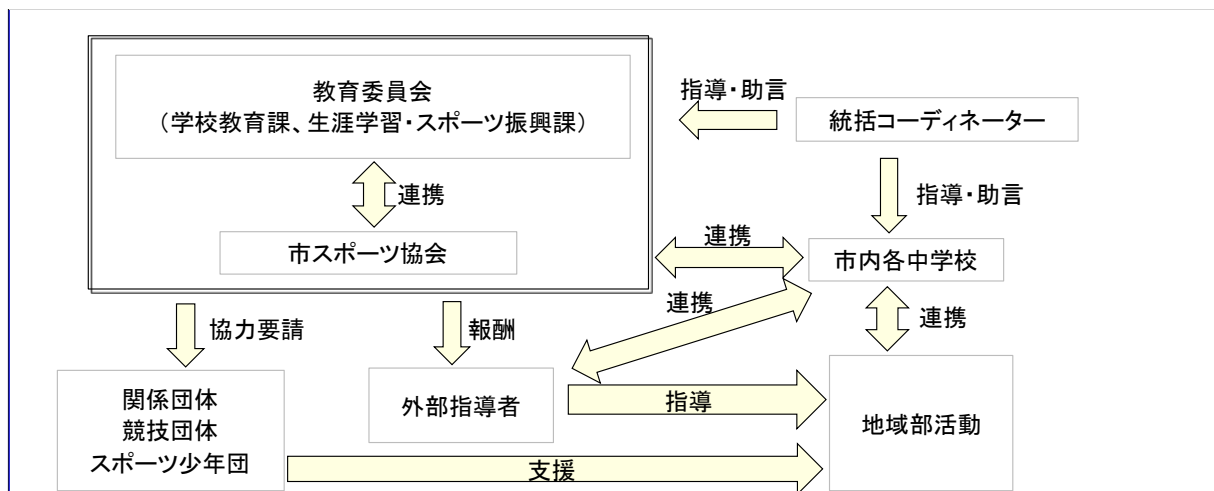 教育委員会
（学校教育課、生涯学習・スポーツ振興課）
指導・助言
統括コーディネーター
連携
指導・助言
市スポーツ協会
連携
市内各中学校
協力要請
報酬
連携
連携
関係団体
競技団体
スポーツ少年団
外部指導者
指導
地域部活動
支援